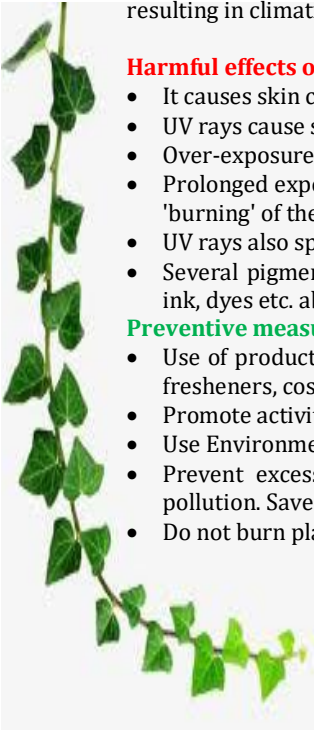 resulting in climat
Harmful effects o
• It causes skin c
• UV rays cause s
• Over-exposure
• Prolonged expo
'burning' of the
• UV rays also sp
• Several pigmen
ink, dyes etc. al
Preventive measu
• Use of product
fresheners, cos
• Promote activit
• Use Environme
• Prevent excess
pollution. Save
• Do not burn pla